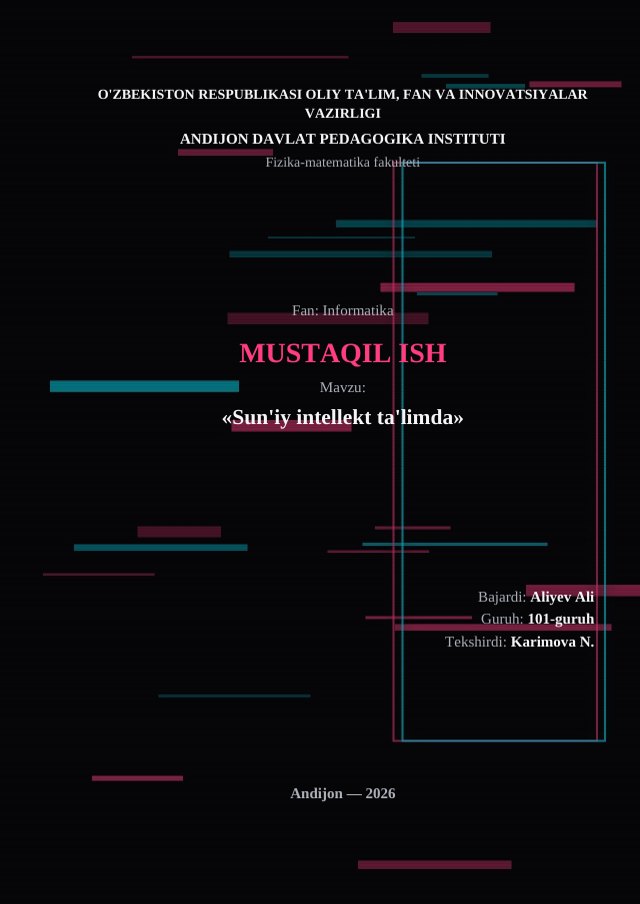 O'ZBEKISTON RESPUBLIKASI OLIY TA'LIM, FAN VA INNOVATSIYALAR
VAZIRLIGI
ANDIJON DAVLAT PEDAGOGIKA INSTITUTI
Fizika-matematika fakulteti
Fan: Informatika
MUSTAQIL ISH
Mavzu:
«Sun'iy intellekt ta'limda»
Bajardi: Aliyev Ali
Guruh: 101-guruh
Tekshirdi: Karimova N.
Andijon — 2026